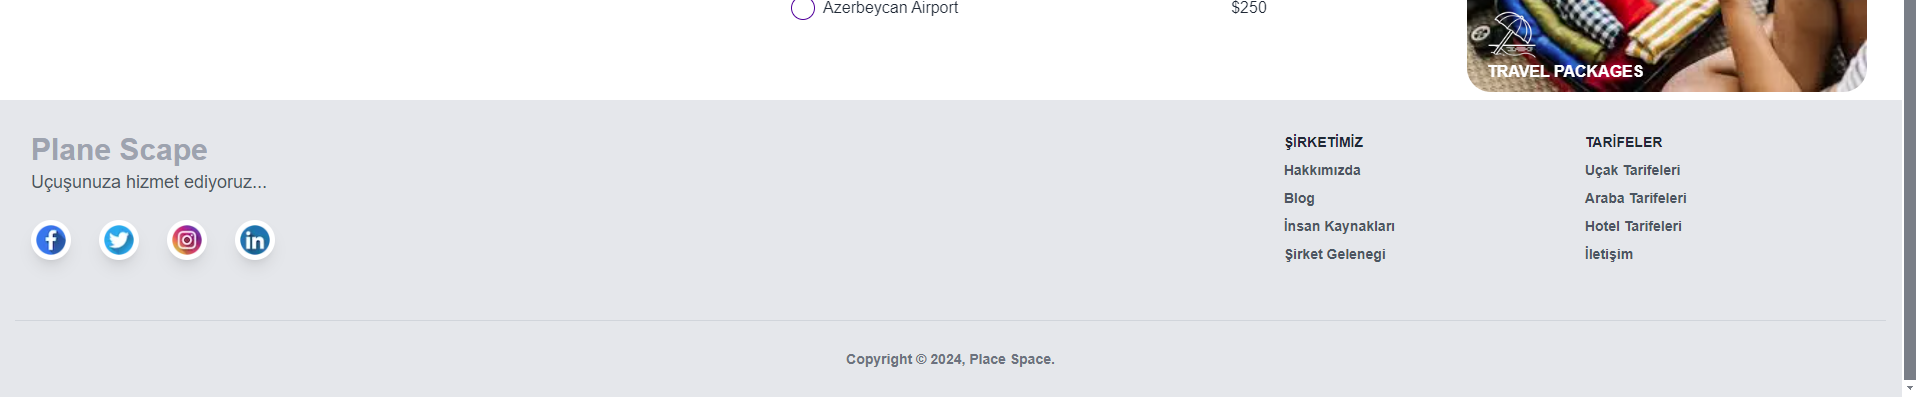 Azerbeycan Airport $250
TRAVEL PACKAGES
Plane Scape
Uçuşunuza hizmet ediyoruz...
ŞİRKETİMİZ
Hakkımızda
Blog
İnsan Kaynakları
Şirket Gelenegi
TARİFELER
Uçak Tarifeleri
Araba Tarifeleri
Hotel Tarifeleri
İletişim
Copyright © 2024, Place Space.